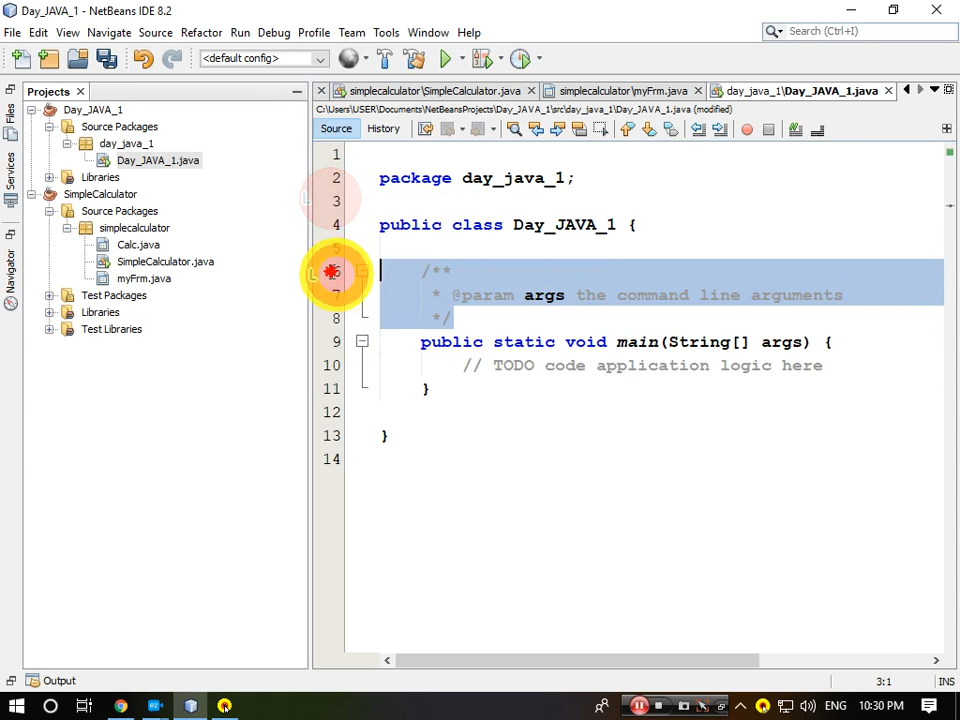 Day_JAVA_1 - NetBeans IDE 8.2
File Edit View Navigate Source Refactor Run Debug Profile Team Tools Window Help
Search (Ctrl+I)
<default config>
Projects
simplecalculator\SimpleCalculator.java
simplecalculator\myFrm.java
day_java_1\Day_JAVA_1.java
C:\Users\USER\Documents\NetBeansProjects\Day_JAVA_1\src\day_java_1\Day_JAVA_1.java (modified)
Source History
Files
Services
Navigator
Day_JAVA_1
Source Packages
day_java_1
Day_JAVA_1.java
Libraries
SimpleCalculator
Source Packages
simplecalculator
Calc.java
SimpleCalculator.java
myFrm.java
Test Packages
Libraries
Test Libraries
1
2 package day_java_1;
3
4 public class Day_JAVA_1 {
5
6 /**
7 * @param args the command line arguments
8 */
9 public static void main(String[] args) {
10 // TODO code application logic here
11 }
12
13 }
14
Output
3:1 INS
ENG 10:30 PM